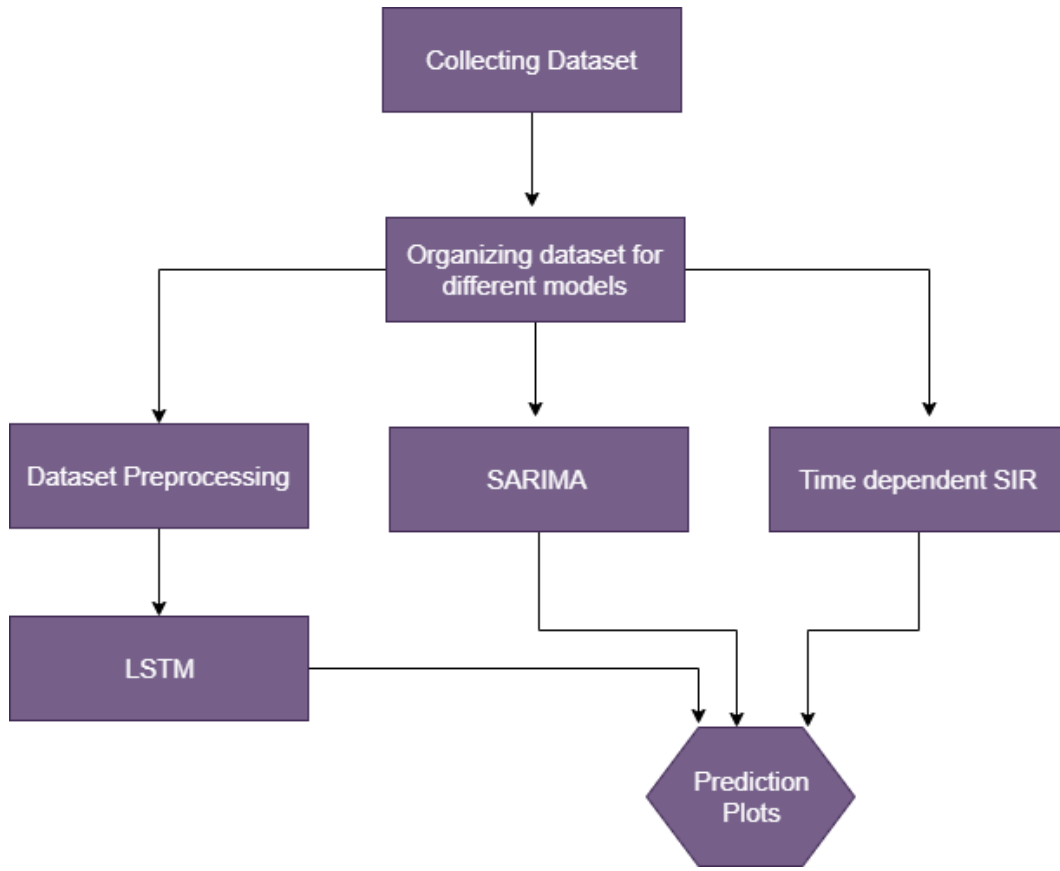 Collecting Dataset
Organizing dataset for
different models
Dataset Preprocessing
SARIMA
Time dependent SIR
LSTM
Prediction
Plots